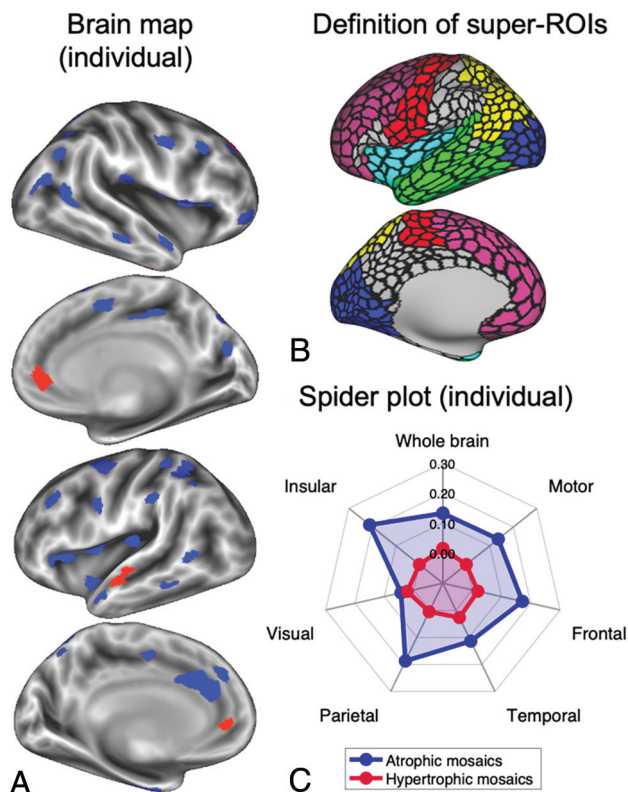 Brain map
(individual)
Definition of super-ROIs
B
Spider plot (individual)
Whole brain
0.30
0.20
0.10
0.00
Insular
Motor
Visual
Frontal
Parietal
Temporal
Atrophic mosaics
Hypertrophic mosaics
A
C